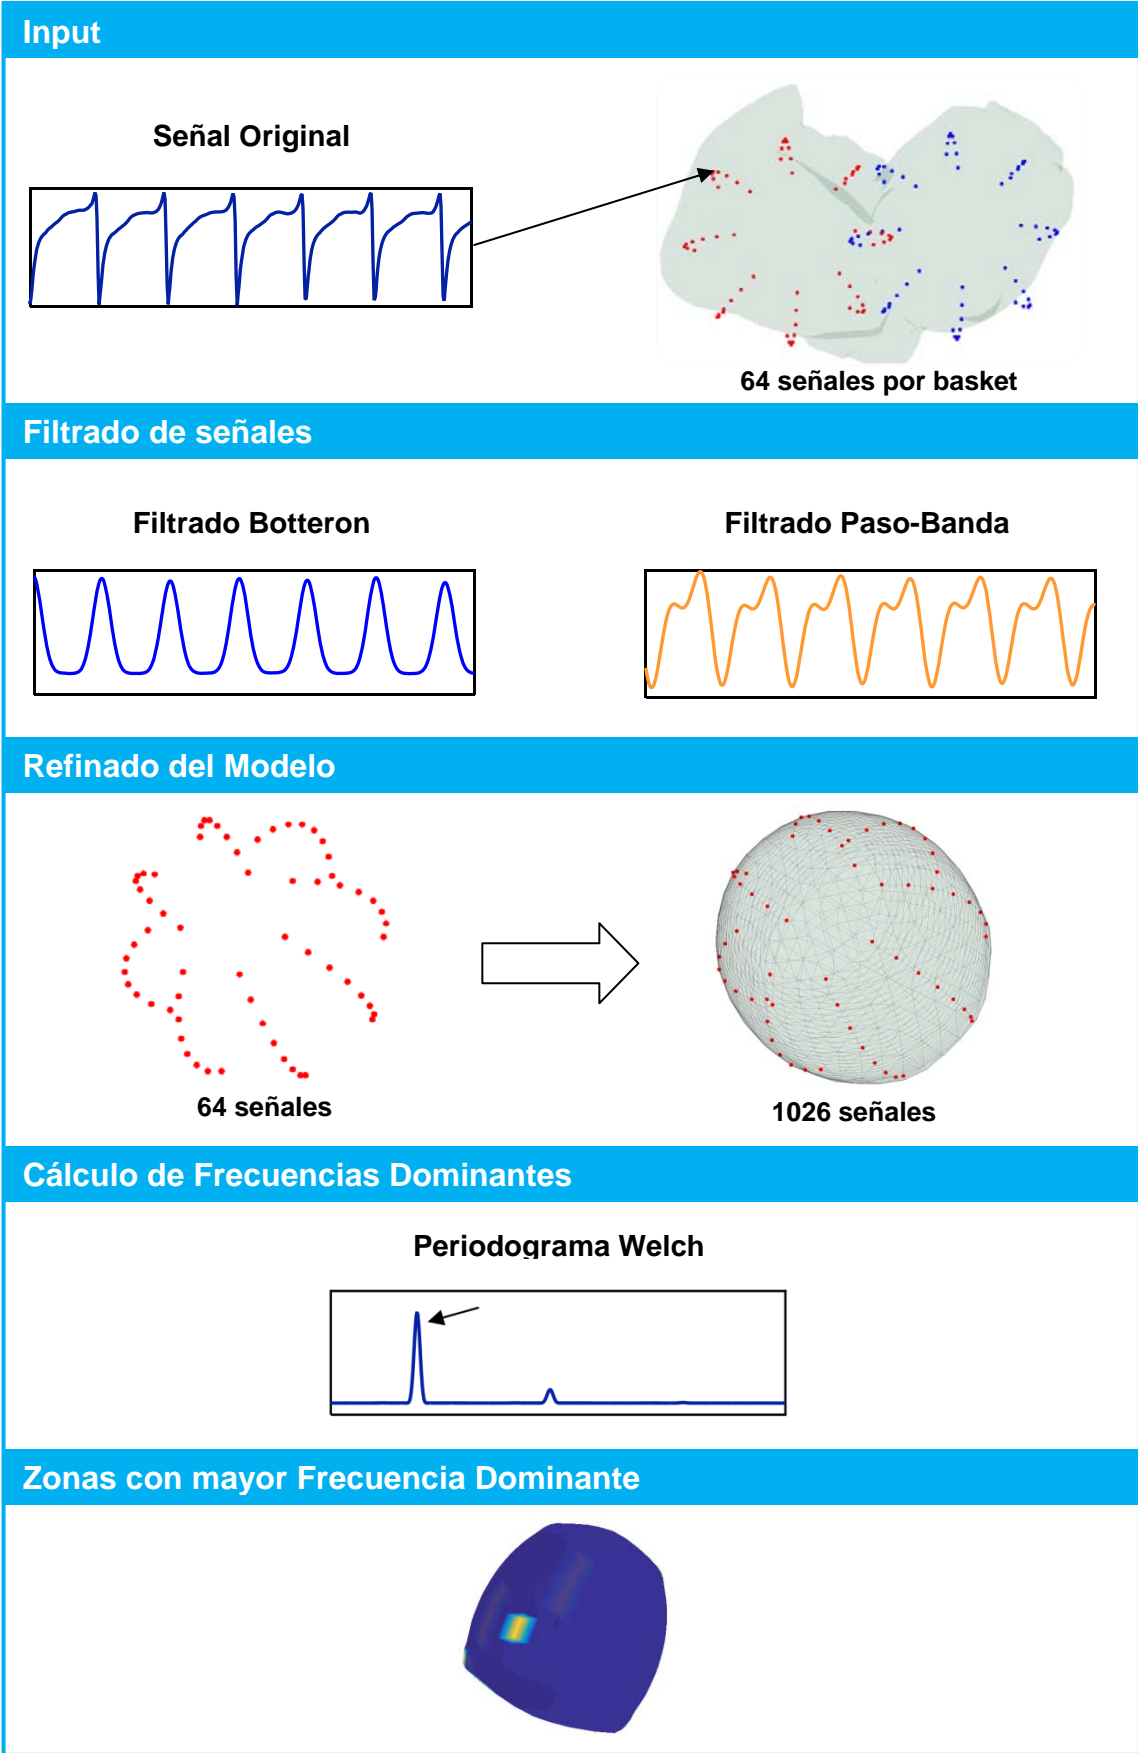 Input
Señal Original
64 señales por basket
Filtrado de señales
Filtrado Botteron
Filtrado Paso-Banda
Refinado del Modelo
64 señales
1026 señales
Cálculo de Frecuencias Dominantes
Periodograma Welch
Zonas con mayor Frecuencia Dominante